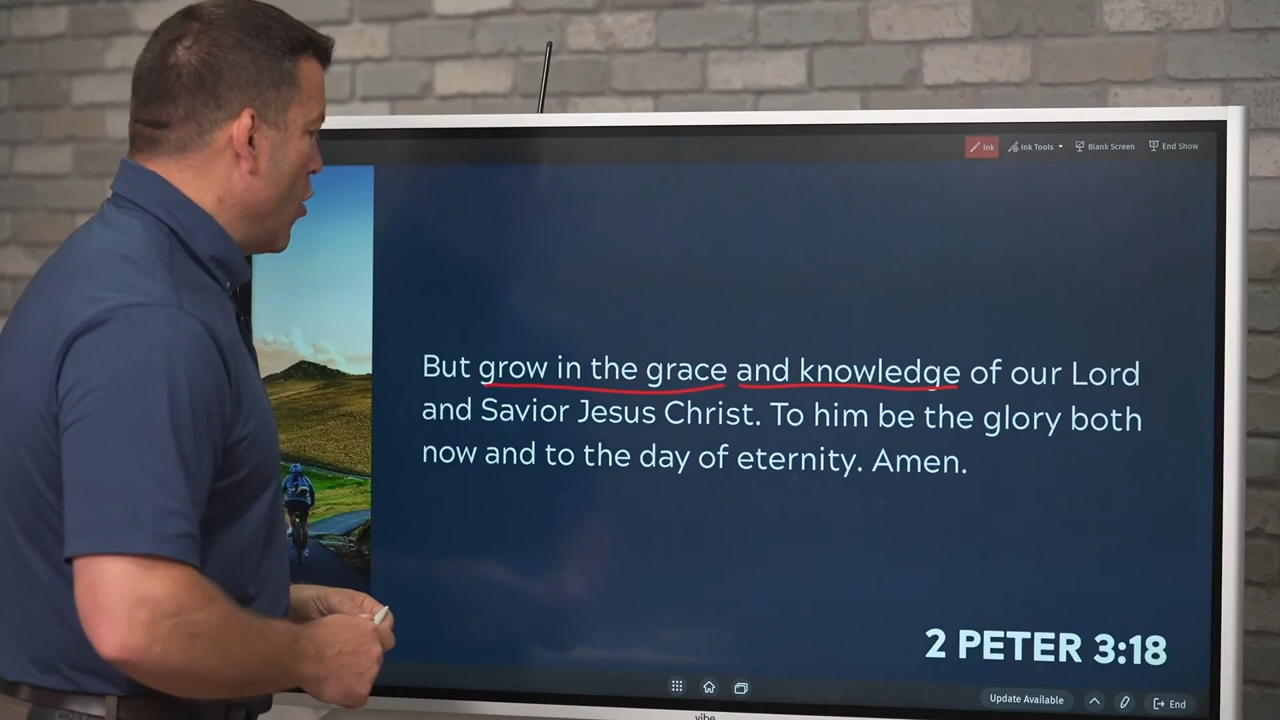 Ink
Ink Tools
Blank Screen
End Show
But grow in the grace and knowledge of our Lord
and Savior Jesus Christ. To him be the glory both
now and to the day of eternity. Amen.
2 PETER 3:18
Update Available
End
vibe